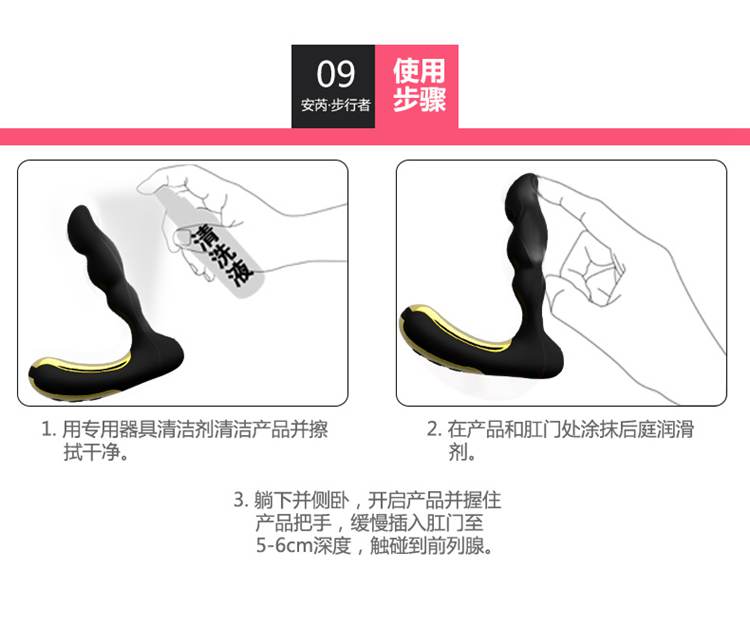 09
安芮·步行者
使用
步骤
清洗液
1. 用专用器具清洁剂清洁产品并擦
拭干净。
2. 在产品和肛门处涂抹后庭润滑
剂。
3. 躺下并侧卧，开启产品并握住
产品把手，缓慢插入肛门至
5-6cm深度，触碰到前列腺。